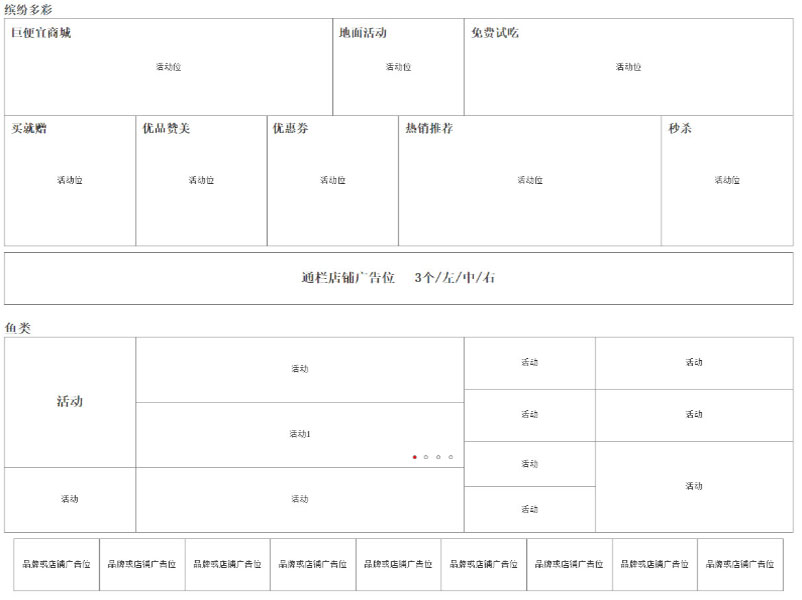 缤纷多彩
巨便宜商城
地面活动
免费试吃
活动位
活动位
活动位
买就赠
优品赞美
优惠券
热销推荐
秒杀
活动位
活动位
活动位
活动位
活动位
通栏店铺广告位 3个/左/中/右
鱼类
活动
活动
活动
活动
活动
活动1
活动
活动
活动
活动
活动
活动
活动
品牌或店铺广告位
品牌或店铺广告位
品牌或店铺广告位
品牌或店铺广告位
品牌或店铺广告位
品牌或店铺广告位
品牌或店铺广告位
品牌或店铺广告位
品牌或店铺广告位